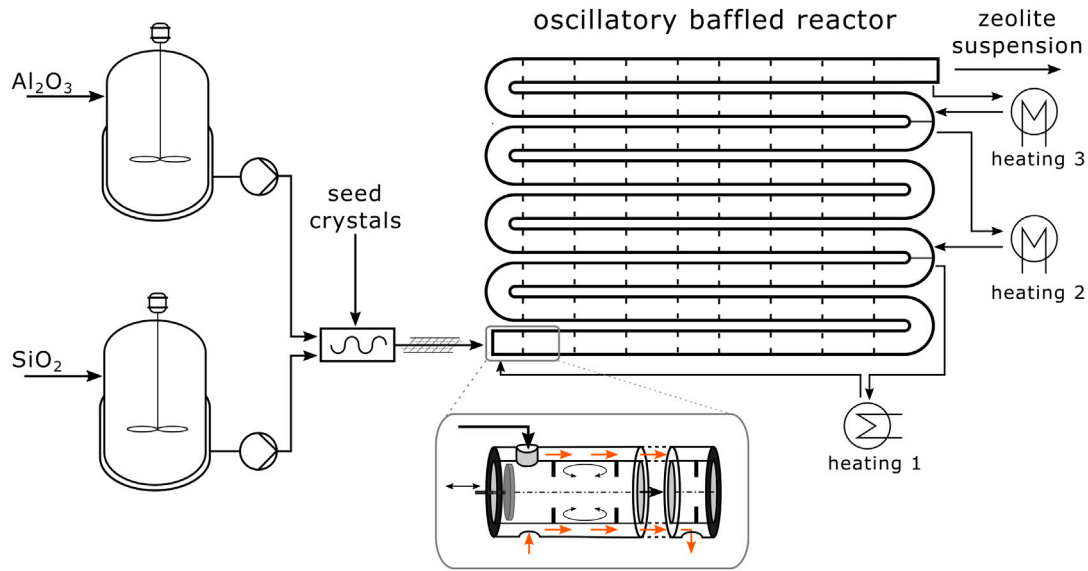 oscillatory baffled reactor
zeolite
suspension
Al₂O₃
heating 3
seed
crystals
heating 2
SiO₂
heating 1